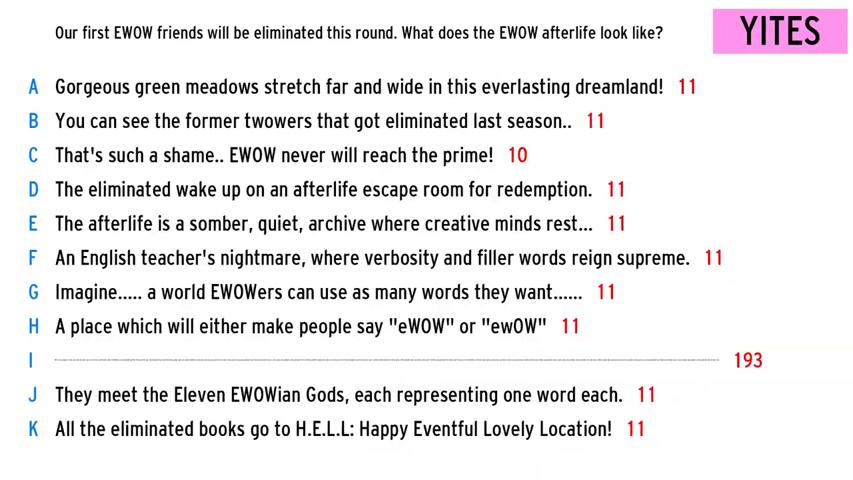 Our first EWOW friends will be eliminated this round. What does the EWOW afterlife look like?
YITES
A Gorgeous green meadows stretch far and wide in this everlasting dreamland! 11
B You can see the former twowers that got eliminated last season.. 11
C That's such a shame.. EWOW never will reach the prime! 10
D The eliminated wake up on an afterlife escape room for redemption. 11
E The afterlife is a somber, quiet, archive where creative minds rest... 11
F An English teacher's nightmare, where verbosity and filler words reign supreme. 11
G Imagine..... a world EWOWers can use as many words they want...... 11
H A place which will either make people say "eWOW" or "ewOW" 11
I 193
J They meet the Eleven EWOWian Gods, each representing one word each. 11
K All the eliminated books go to H.E.L.L: Happy Eventful Lovely Location! 11